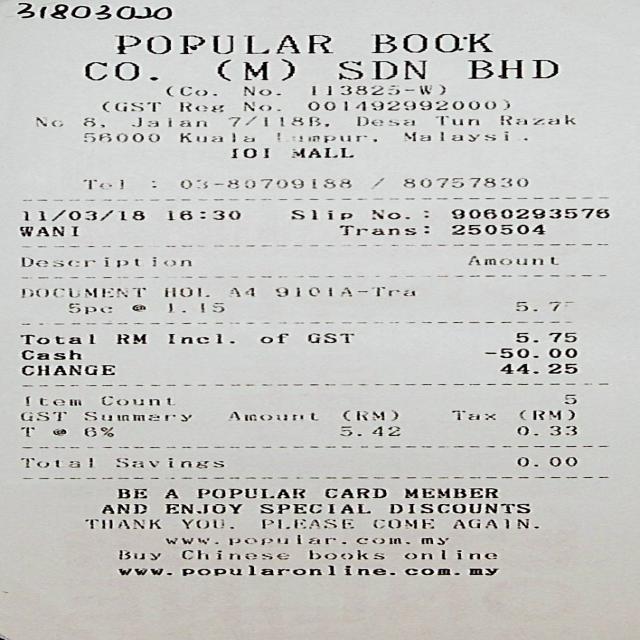 31803020
POPULAR BOOK
CO. (M) SDN BHD
(Co. No. 113825-W)
(GST Reg No. 001492992000)
No 8, Jalan 7/118B, Desa Tun Razak
56000 Kuala Lumpur, Malaysi.
IOI MALL
Tel : 03-80709188 / 80757830
11/03/18 16:30 Slip No.: 9060293576
WANI Trans: 250504
Description Amount
DOCUMENT HOL A4 9101A-Tra
5pc @ 1.15
Total RM Incl. of GST 5.75
Cash -50.00
CHANGE 44.25
Item Count 5
GST Summary Amount (RM) Tax (RM)
T @ 6% 5.42 0.33
Total Savings 0.00
BE A POPULAR CARD MEMBER
AND ENJOY SPECIAL DISCOUNTS
THANK YOU. PLEASE COME AGAIN.
www.popular.com.my
Buy Chinese books online
www.popularonline.com.my